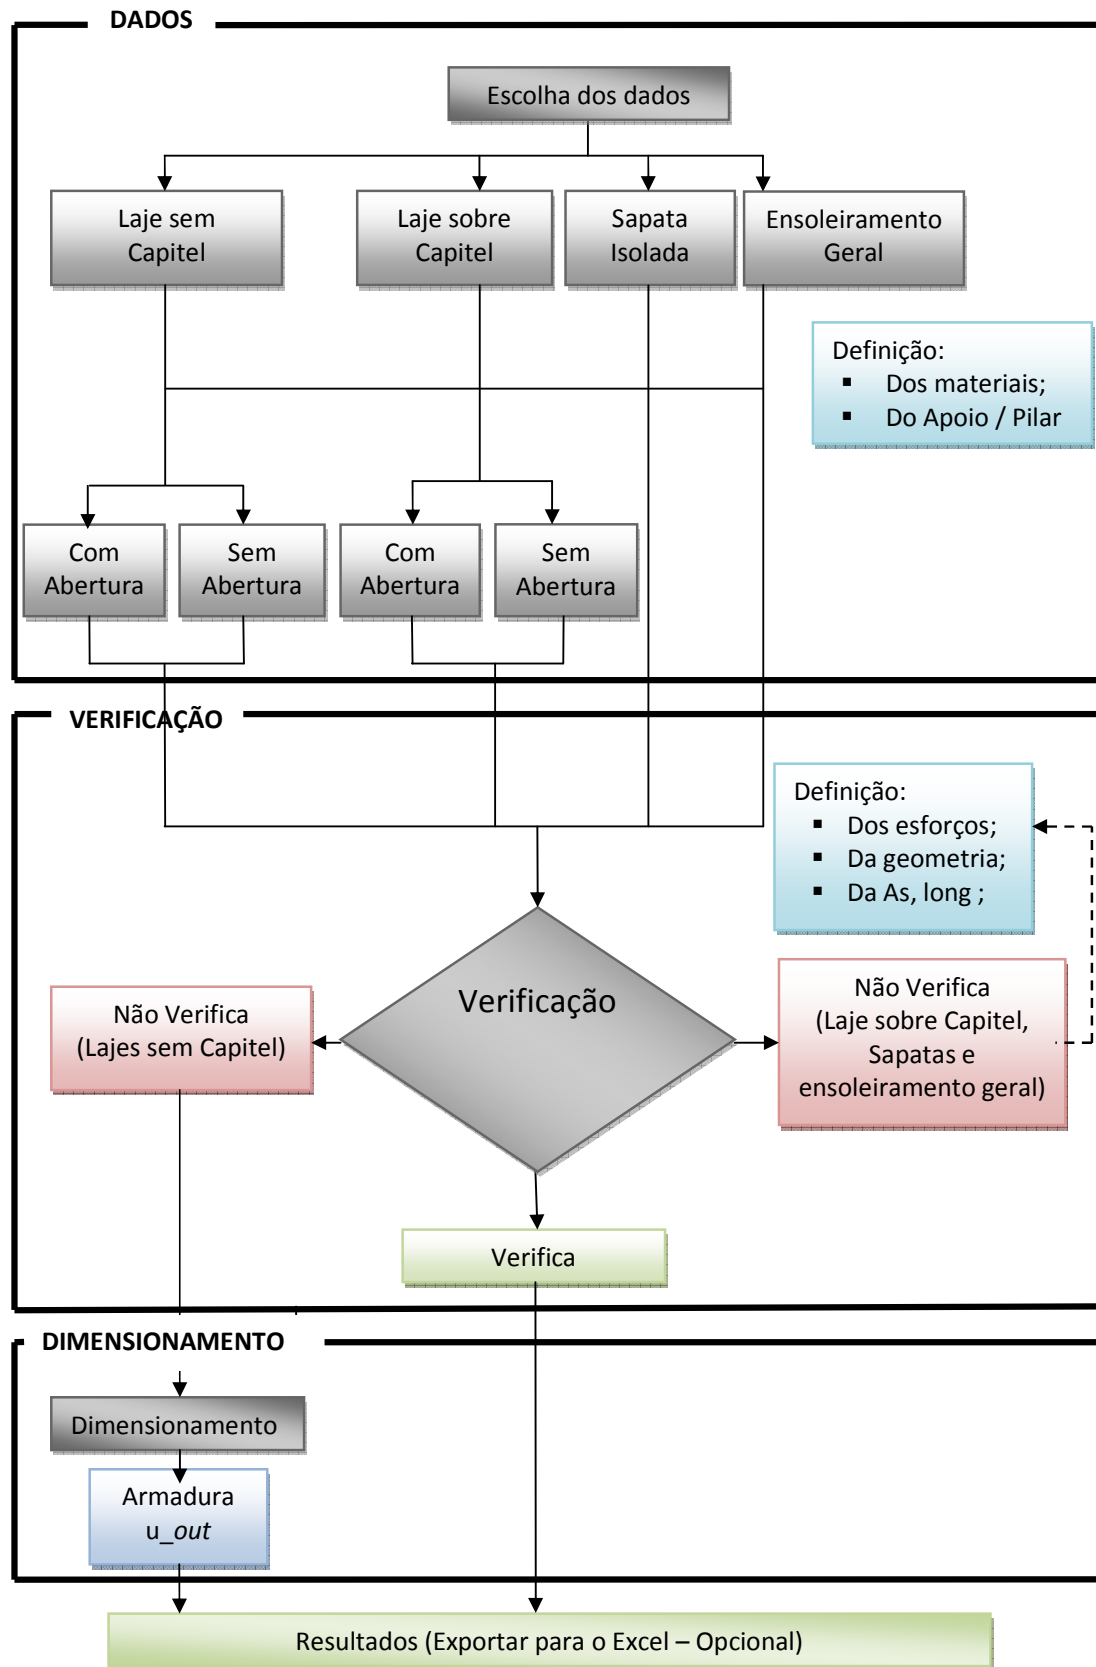 DADOS
Escolha dos dados
Laje sem
Capitel
Laje sobre
Capitel
Sapata
Isolada
Ensoleiramento
Geral
Definição:
▪ Dos materiais;
▪ Do Apoio / Pilar
Com
Abertura
Sem
Abertura
Com
Abertura
Sem
Abertura
VERIFICAÇÃO
Definição:
▪ Dos esforços;
▪ Da geometria;
▪ Da As, long ;
Verificação
Não Verifica
(Lajes sem Capitel)
Não Verifica
(Laje sobre Capitel,
Sapatas e
ensoleiramento geral)
Verifica
DIMENSIONAMENTO
Dimensionamento
Armadura
u_out
Resultados (Exportar para o Excel – Opcional)